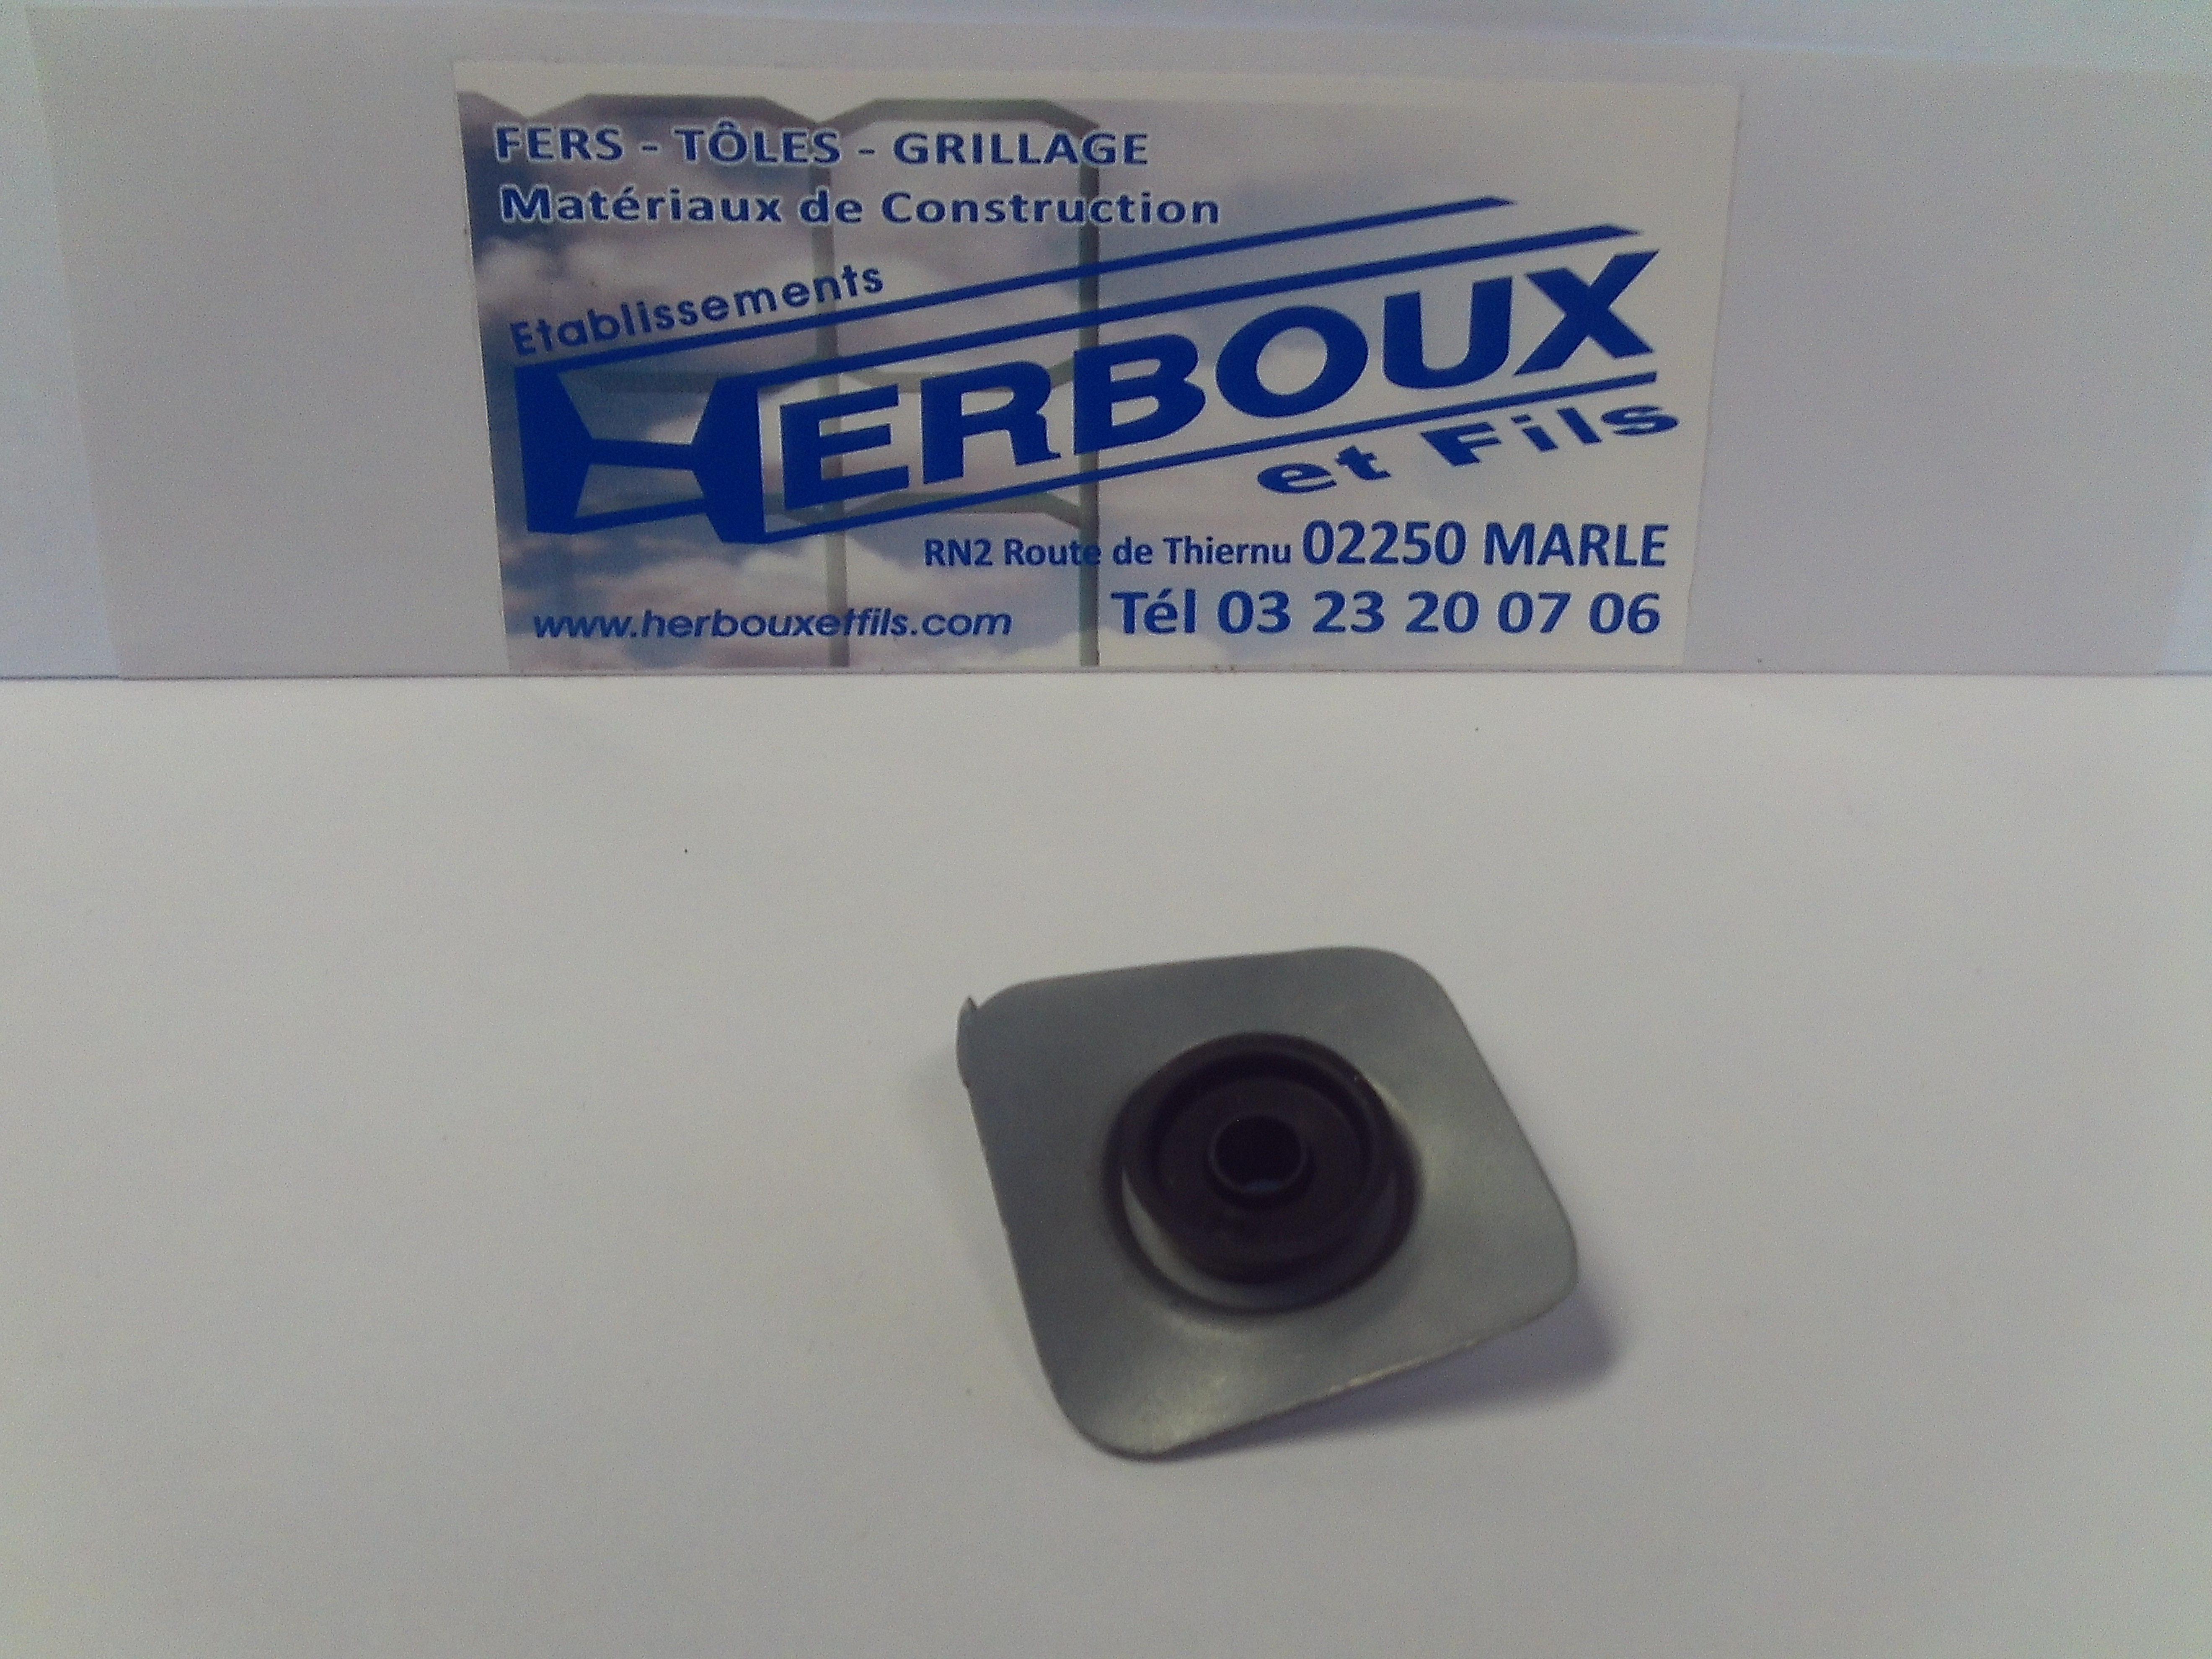 FERS - TÔLES - GRILLAGE
Matériaux de Construction
Etablissements
HERBOUX
et Fils
RN2 Route de Thiernu 02250 MARLE
www.herbouxetfils.com Tél 03 23 20 07 06